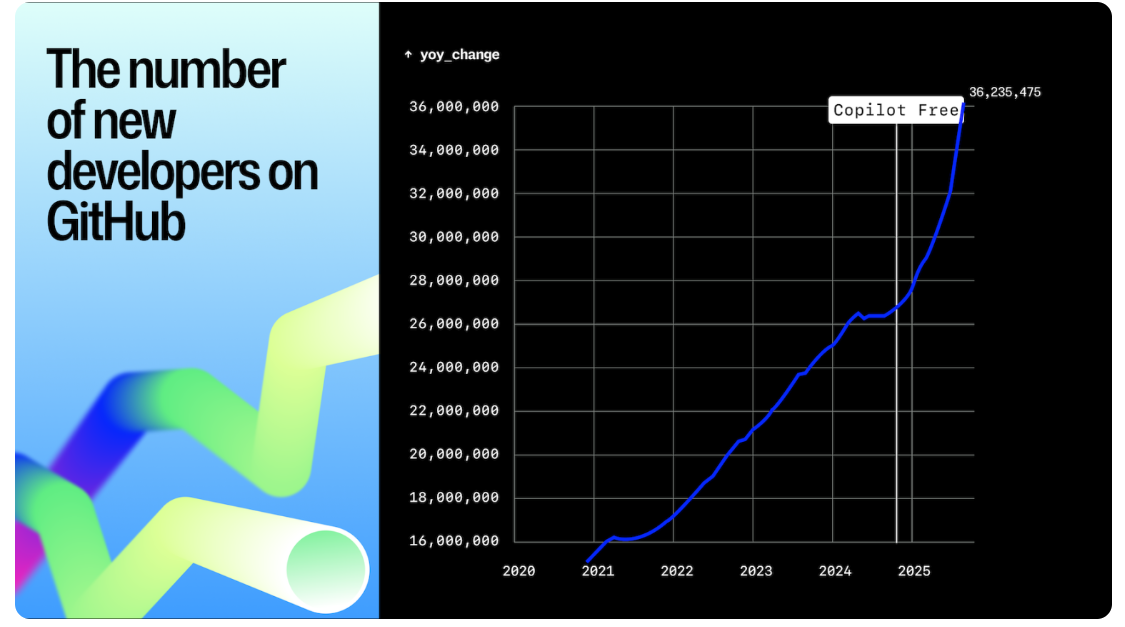 The number
of new
developers on
GitHub
↑ yoy_change
36,235,475
Copilot Free
36,000,000
34,000,000
32,000,000
30,000,000
28,000,000
26,000,000
24,000,000
22,000,000
20,000,000
18,000,000
16,000,000
2020 2021 2022 2023 2024 2025